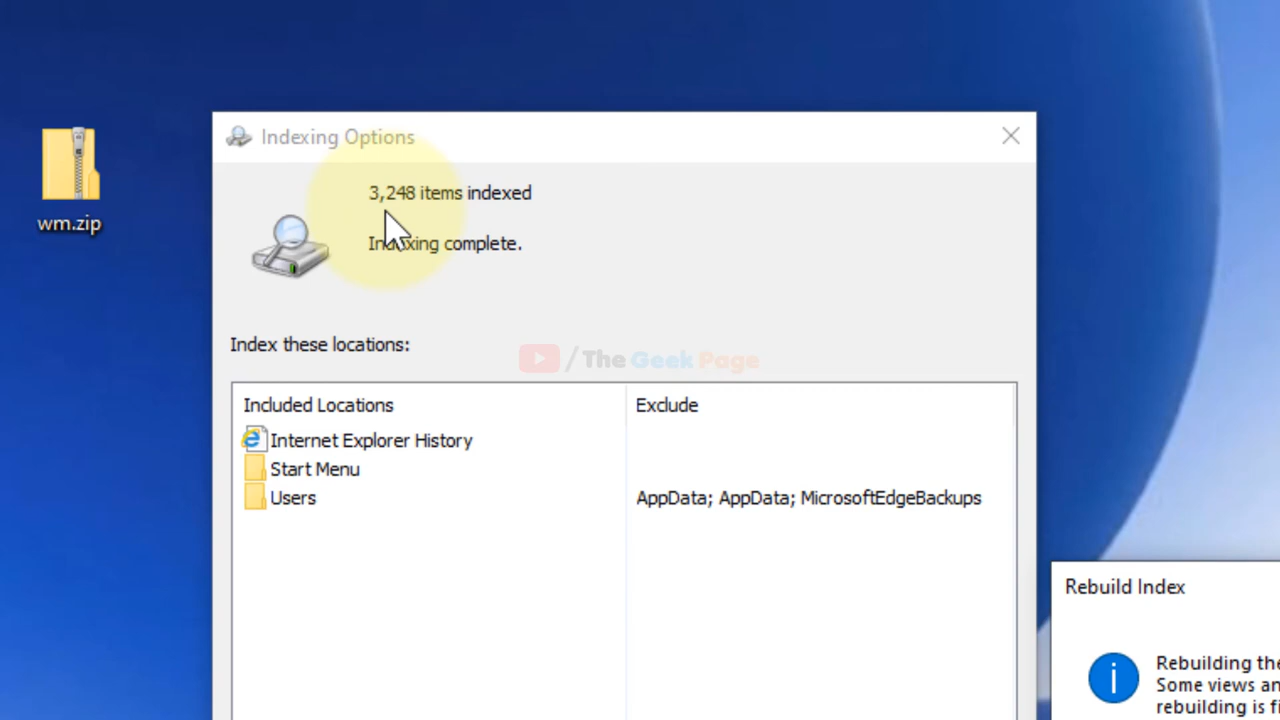 wm.zip
Indexing Options
3,248 items indexed
Indexing complete.
Index these locations:
/The Geek Page
Included Locations Exclude
Internet Explorer History
Start Menu
Users AppData; AppData; MicrosoftEdgeBackups
Rebuild Index
Rebuilding the
Some views an
rebuilding is fi